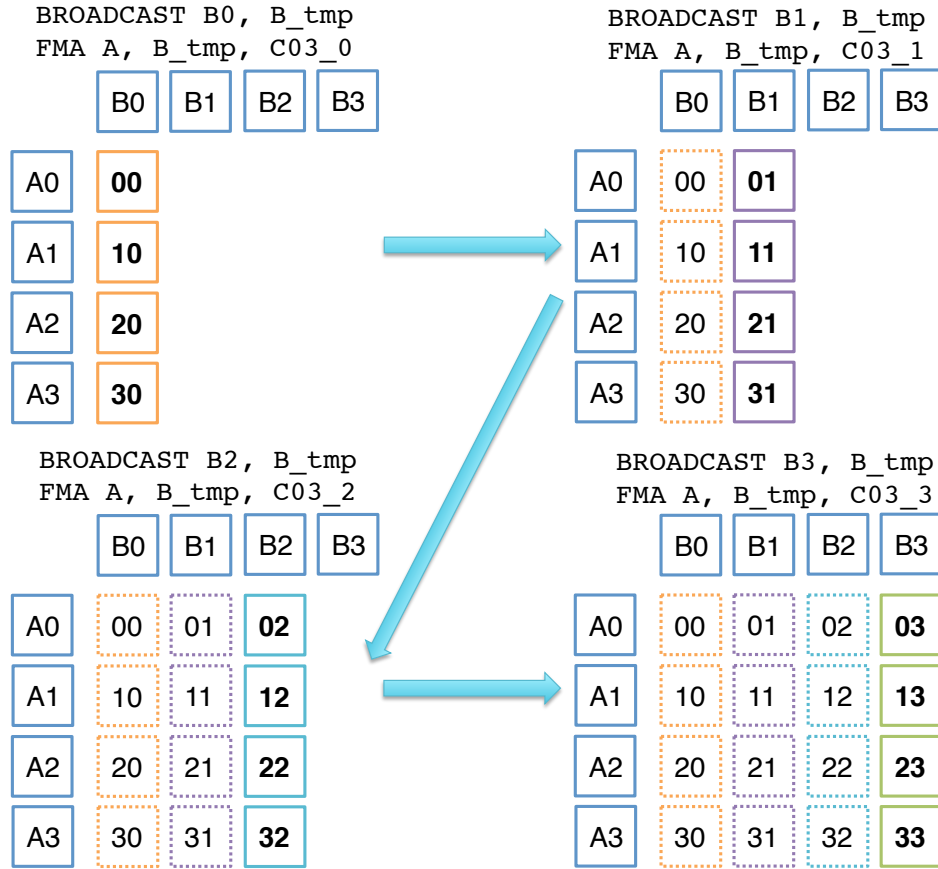 BROADCAST B0, B_tmp
FMA A, B_tmp, C03_0
B0 B1 B2 B3
A0 00
A1 10
A2 20
A3 30
BROADCAST B1, B_tmp
FMA A, B_tmp, C03_1
B0 B1 B2 B3
A0 00 01
A1 10 11
A2 20 21
A3 30 31
BROADCAST B2, B_tmp
FMA A, B_tmp, C03_2
B0 B1 B2 B3
A0 00 01 02
A1 10 11 12
A2 20 21 22
A3 30 31 32
BROADCAST B3, B_tmp
FMA A, B_tmp, C03_3
B0 B1 B2 B3
A0 00 01 02 03
A1 10 11 12 13
A2 20 21 22 23
A3 30 31 32 33